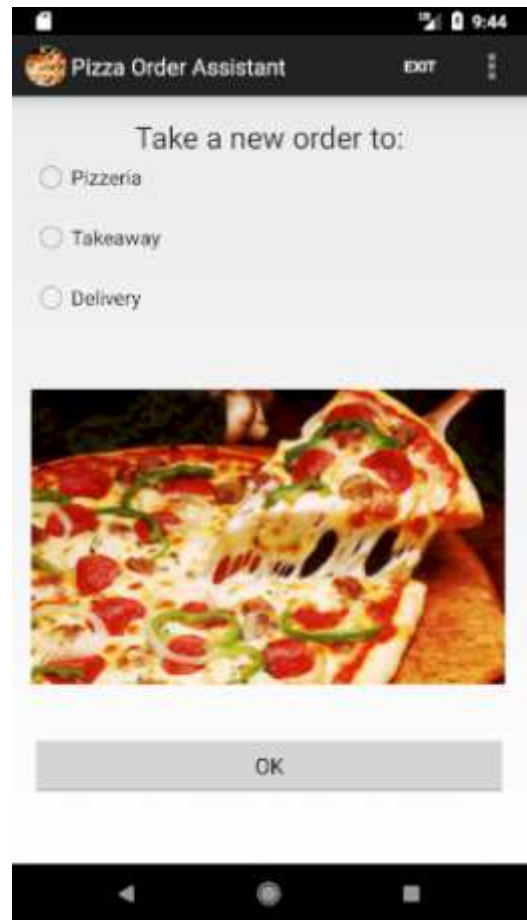 9:44
Pizza Order Assistant EXIT
Take a new order to:
Pizzeria
Takeaway
Delivery
OK